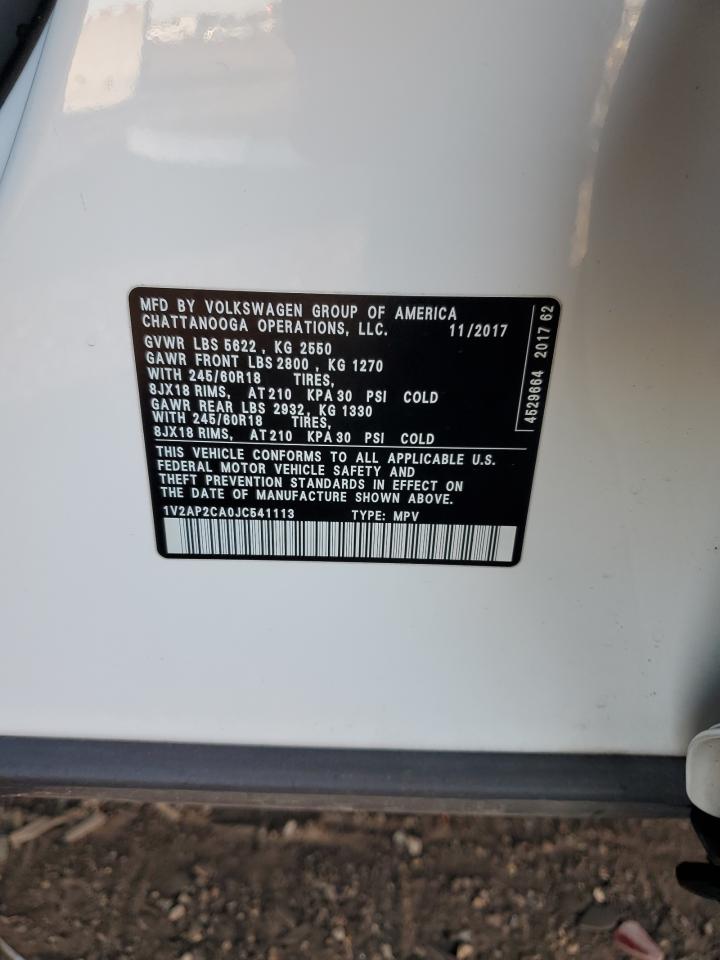 MFD BY VOLKSWAGEN GROUP OF AMERICA
CHATTANOOGA OPERATIONS, LLC. 11/2017
GVWR LBS 5622 , KG 2550
GAWR FRONT LBS 2800 , KG 1270
WITH 245/60R18 TIRES,
8JX18 RIMS, AT 210 KPA 30 PSI COLD
GAWR REAR LBS 2932, KG 1330
WITH 245/60R18 TIRES,
8JX18 RIMS, AT 210 KPA 30 PSI COLD
THIS VEHICLE CONFORMS TO ALL APPLICABLE U.S.
FEDERAL MOTOR VEHICLE SAFETY AND
THEFT PREVENTION STANDARDS IN EFFECT ON
THE DATE OF MANUFACTURE SHOWN ABOVE.
1V2AP2CA0JC541113 TYPE: MPV
4529664 2017 62